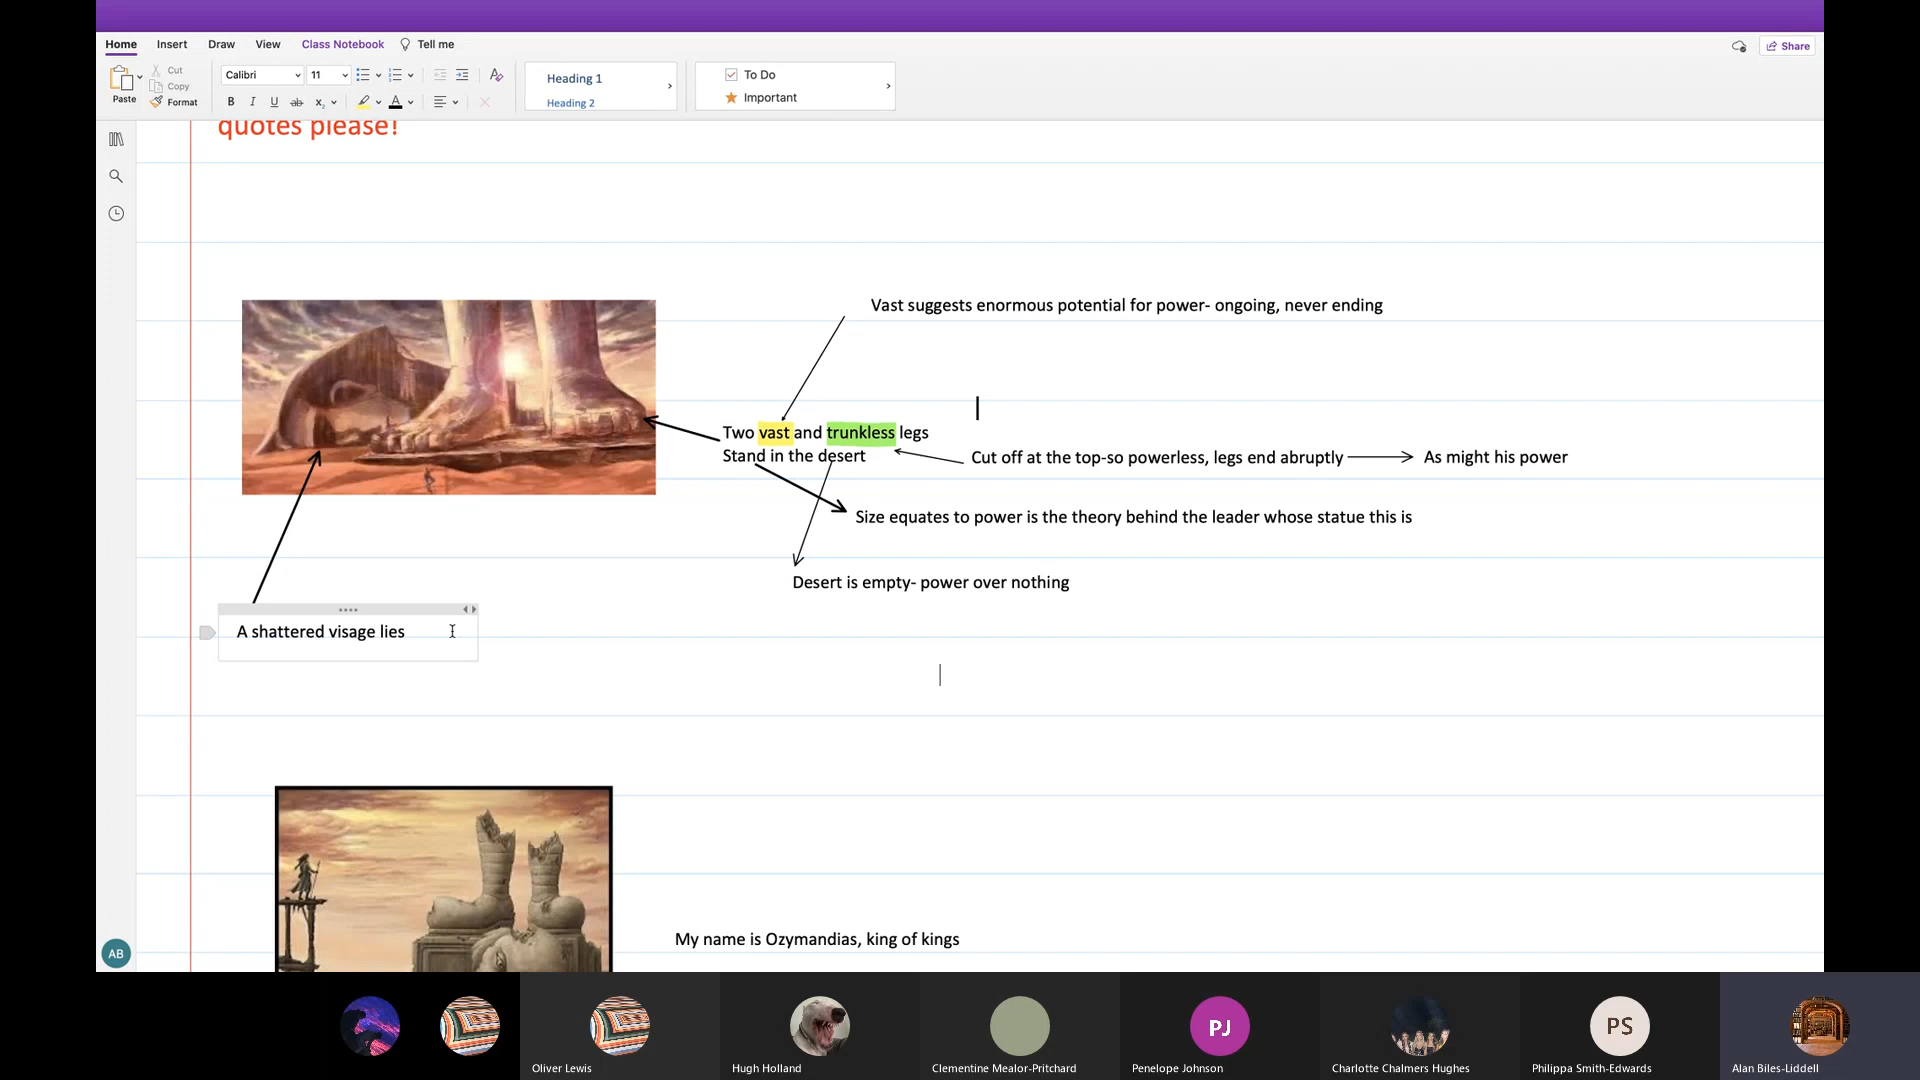 Home Insert Draw View Class Notebook Tell me
Share
Paste
Cut
Copy
Format
Calibri 11
B I U ab x2 A
Heading 1
Heading 2
To Do
Important
quotes please!
Vast suggests enormous potential for power- ongoing, never ending
Two vast and trunkless legs
Stand in the desert
Cut off at the top-so powerless, legs end abruptly
As might his power
Size equates to power is the theory behind the leader whose statue this is
Desert is empty- power over nothing
A shattered visage lies
My name is Ozymandias, king of kings
AB
PJ
PS
Oliver Lewis
Hugh Holland
Clementine Mealor-Pritchard
Penelope Johnson
Charlotte Chalmers Hughes
Philippa Smith-Edwards
Alan Biles-Liddell